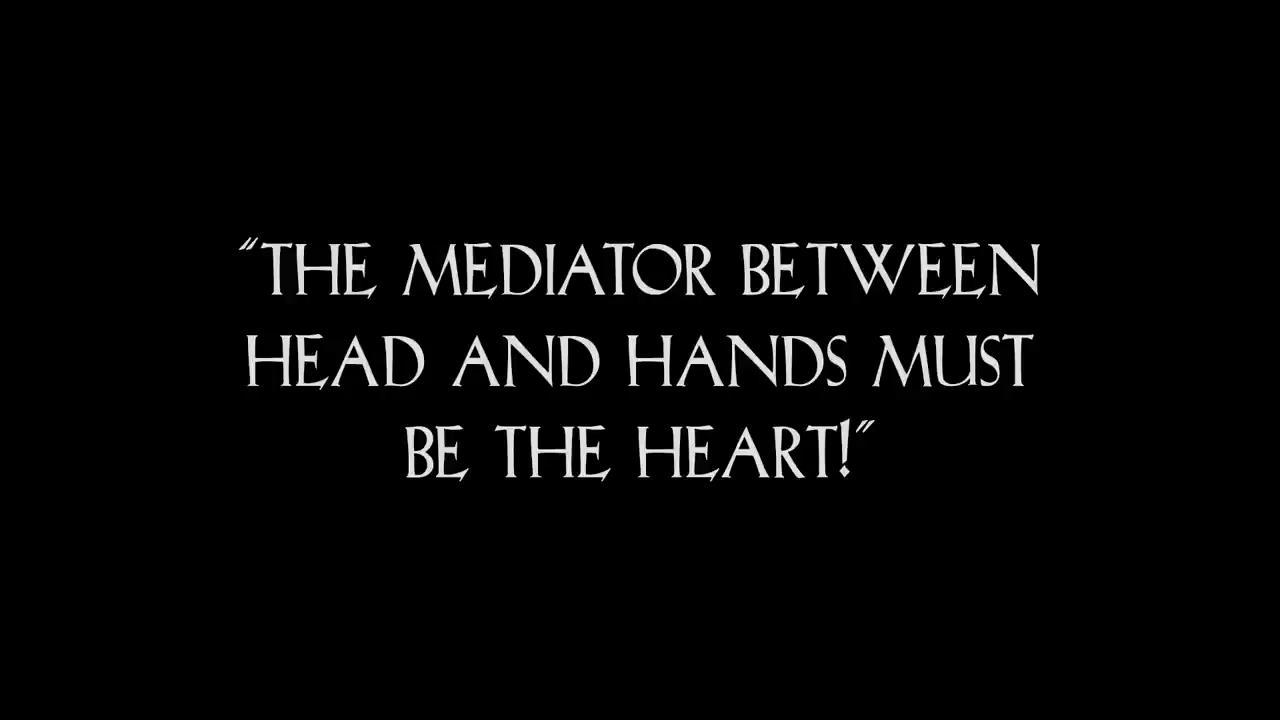 "THE MEDIATOR BETWEEN
HEAD AND HANDS MUST
BE THE HEART!"